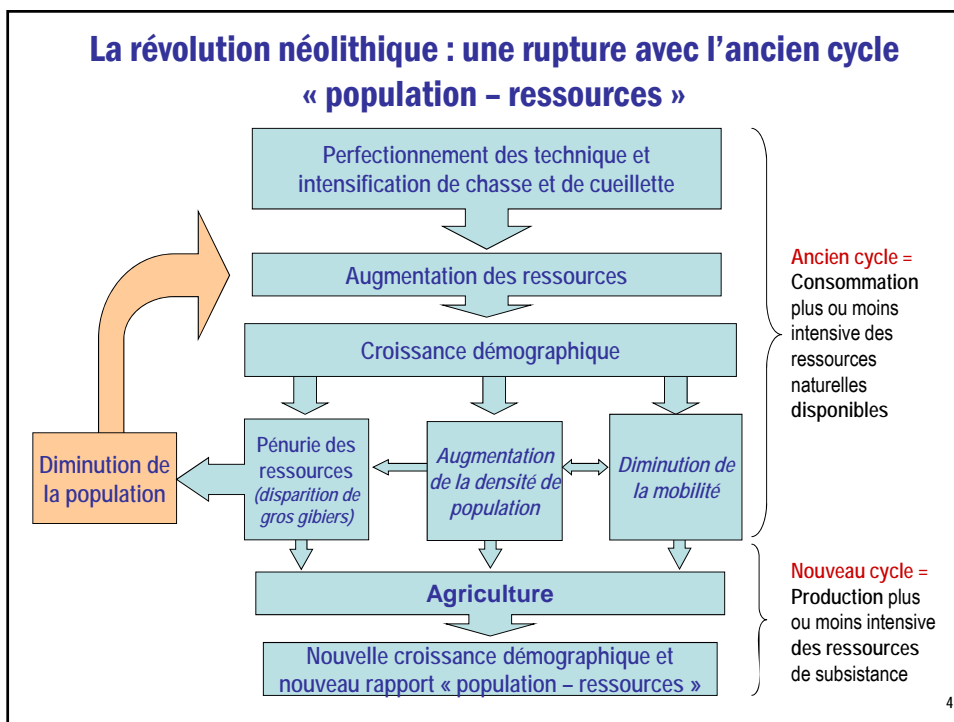 La révolution néolithique : une rupture avec l’ancien cycle
« population – ressources »
Perfectionnement des technique et
intensification de chasse et de cueillette
Augmentation des ressources
Croissance démographique
Diminution de
la population
Pénurie des
ressources
(disparition de
gros gibiers)
Augmentation
de la densité de
population
Diminution de
la mobilité
Agriculture
Nouvelle croissance démographique et
nouveau rapport « population – ressources »
Ancien cycle =
Consommation
plus ou moins
intensive des
ressources
naturelles
disponibles
Nouveau cycle =
Production plus
ou moins intensive
des ressources
de subsistance
4